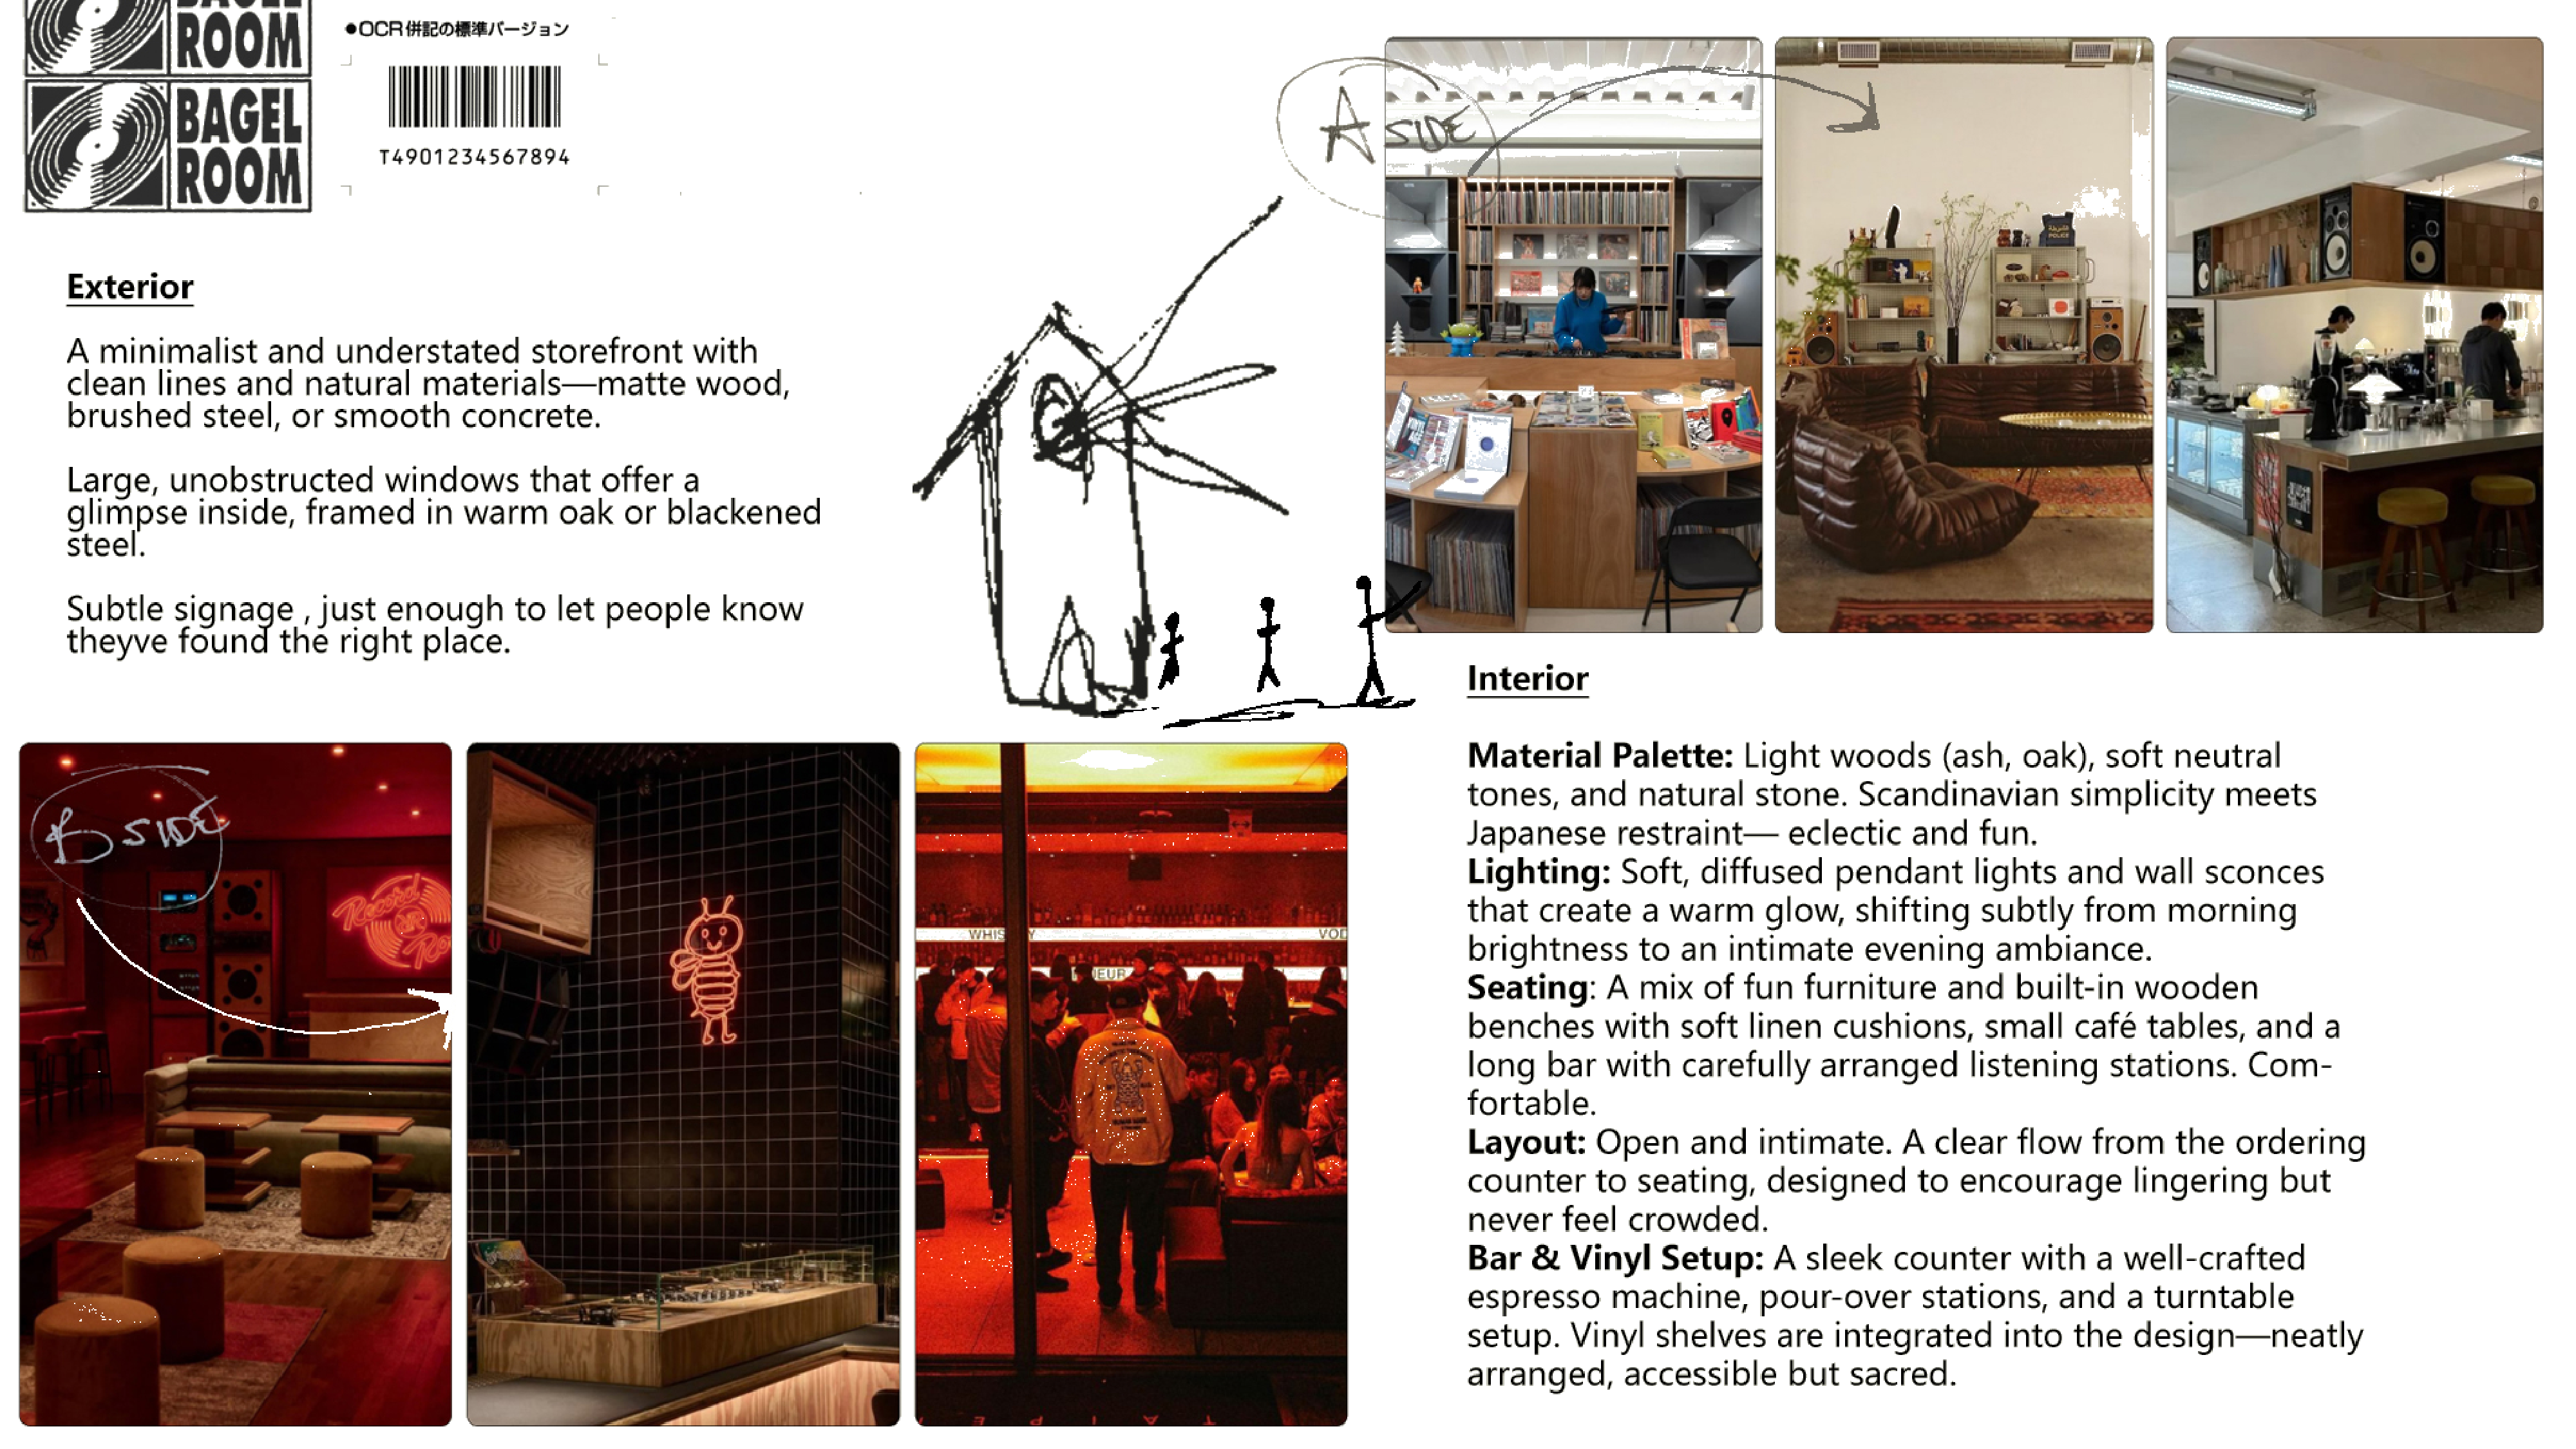 BAGEL
ROOM
BAGEL
ROOM
●OCR併記の標準バージョン
T4901234567894
A SIDE
POLICE
Exterior
A minimalist and understated storefront with
clean lines and natural materials—matte wood,
brushed steel, or smooth concrete.
Large, unobstructed windows that offer a
glimpse inside, framed in warm oak or blackened
steel.
Subtle signage , just enough to let people know
theyve found the right place.
B SIDE
Record
WHISKY
VOD
EUR
TAIPE
Interior
Material Palette: Light woods (ash, oak), soft neutral
tones, and natural stone. Scandinavian simplicity meets
Japanese restraint— eclectic and fun.
Lighting: Soft, diffused pendant lights and wall sconces
that create a warm glow, shifting subtly from morning
brightness to an intimate evening ambiance.
Seating: A mix of fun furniture and built-in wooden
benches with soft linen cushions, small café tables, and a
long bar with carefully arranged listening stations. Com-
fortable.
Layout: Open and intimate. A clear flow from the ordering
counter to seating, designed to encourage lingering but
never feel crowded.
Bar & Vinyl Setup: A sleek counter with a well-crafted
espresso machine, pour-over stations, and a turntable
setup. Vinyl shelves are integrated into the design—neatly
arranged, accessible but sacred.